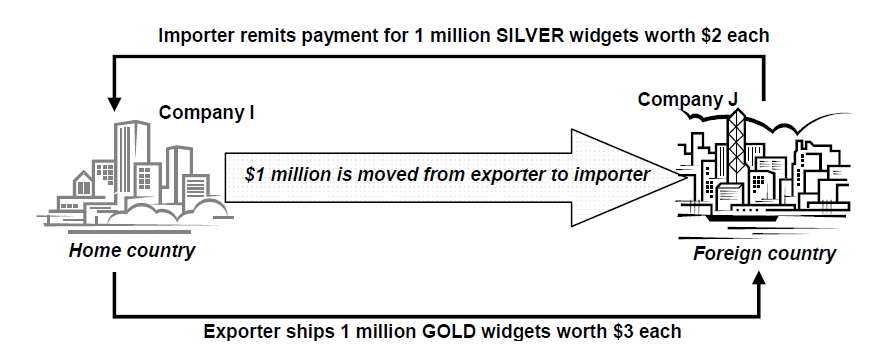 Importer remits payment for 1 million SILVER widgets worth $2 each
Company I
Company J
$1 million is moved from exporter to importer
Home country
Foreign country
Exporter ships 1 million GOLD widgets worth $3 each